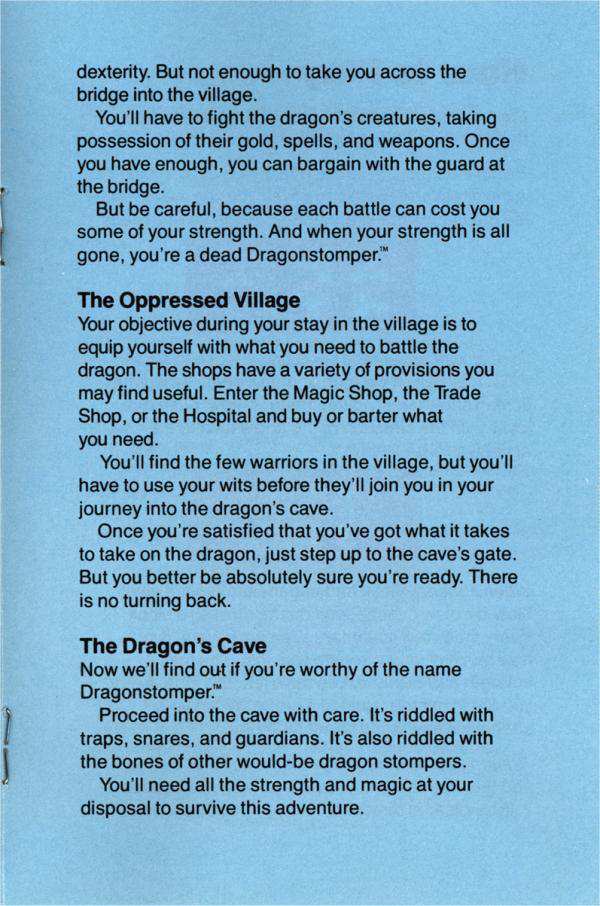 dexterity. But not enough to take you across the
bridge into the village.
You'll have to fight the dragon's creatures, taking
possession of their gold, spells, and weapons. Once
you have enough, you can bargain with the guard at
the bridge.
But be careful, because each battle can cost you
some of your strength. And when your strength is all
gone, you're a dead Dragonstomper.™
The Oppressed Village
Your objective during your stay in the village is to
equip yourself with what you need to battle the
dragon. The shops have a variety of provisions you
may find useful. Enter the Magic Shop, the Trade
Shop, or the Hospital and buy or barter what
you need.
You'll find the few warriors in the village, but you'll
have to use your wits before they'll join you in your
journey into the dragon's cave.
Once you're satisfied that you've got what it takes
to take on the dragon, just step up to the cave's gate.
But you better be absolutely sure you're ready. There
is no turning back.
The Dragon's Cave
Now we'll find out if you're worthy of the name
Dragonstomper.™
Proceed into the cave with care. It's riddled with
traps, snares, and guardians. It's also riddled with
the bones of other would-be dragon stompers.
You'll need all the strength and magic at your
disposal to survive this adventure.